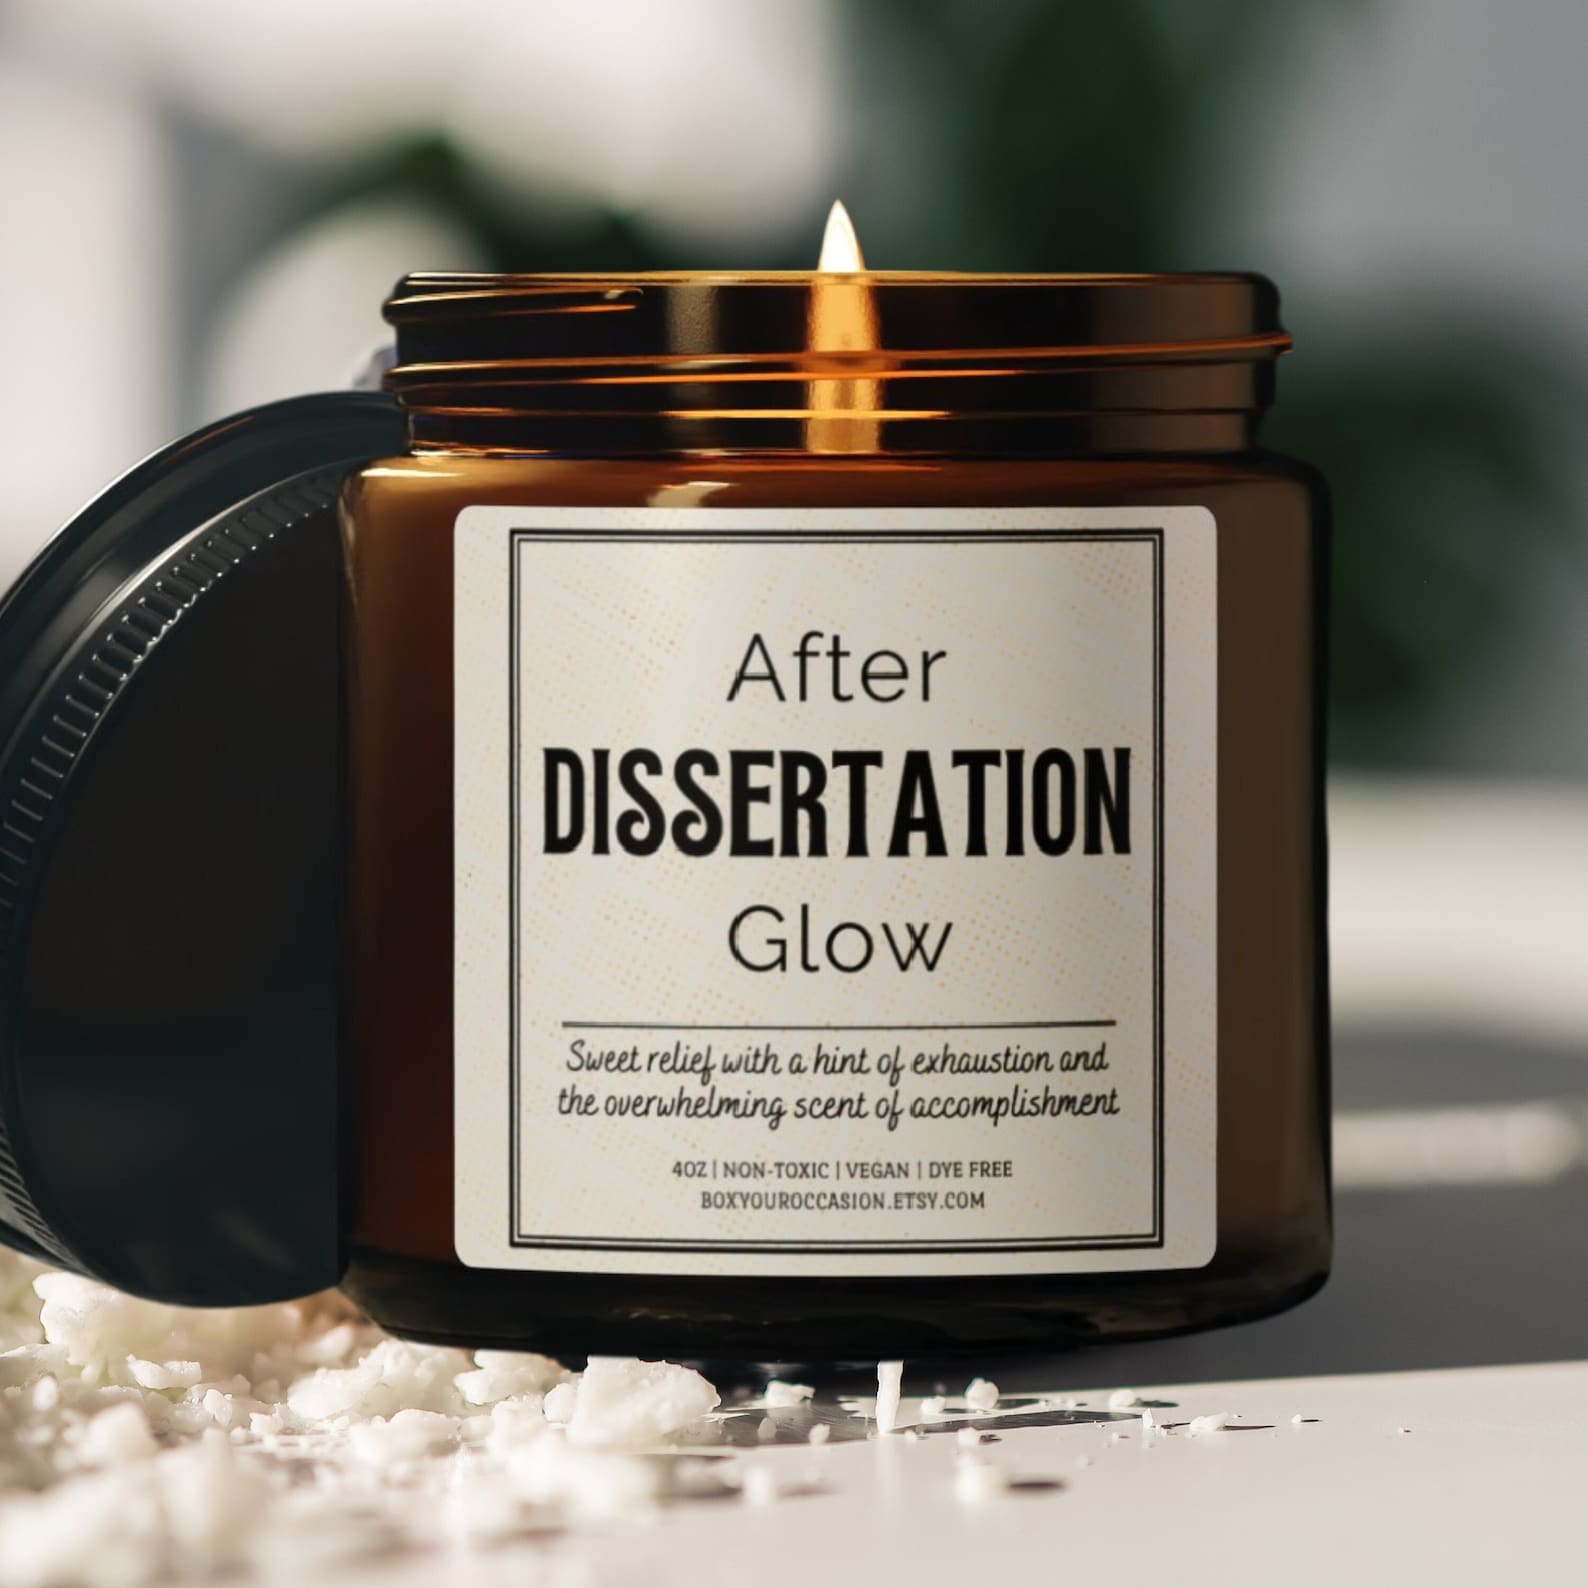 After
DISSERTATION
Glow
Sweet relief with a hint of exhaustion and
the overwhelming scent of accomplishment
4OZ | NON-TOXIC | VEGAN | DYE FREE
BOXYOUROCCASION.ETSY.COM